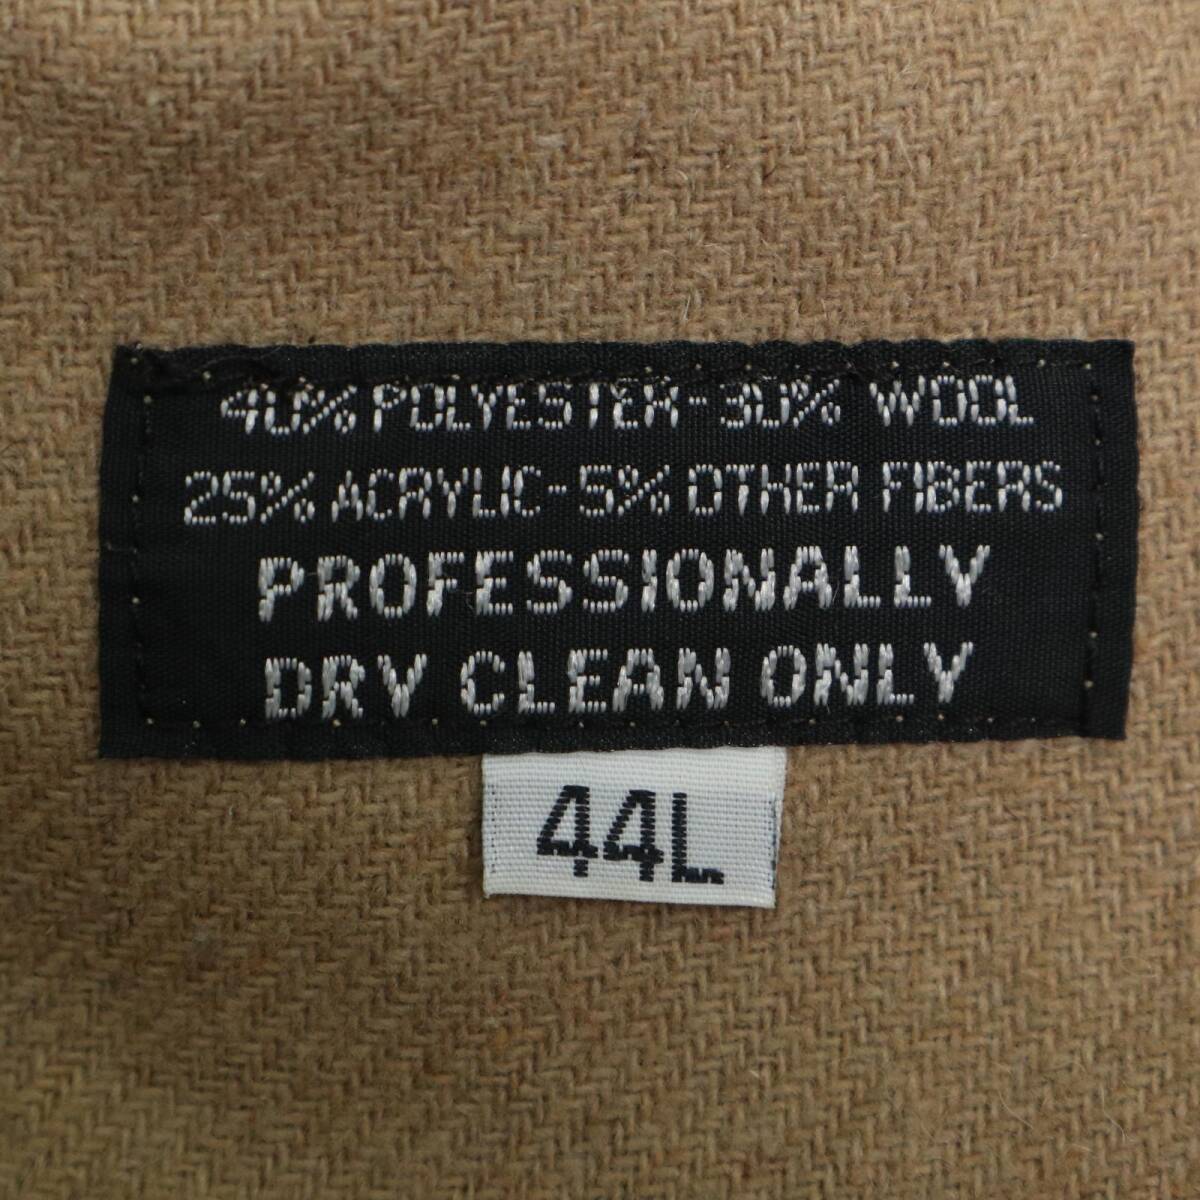 40% POLYESTER-30% WOOL
25% ACRYLIC-5% OTHER FIBERS
PROFESSIONALLY
DRY CLEAN ONLY
44L